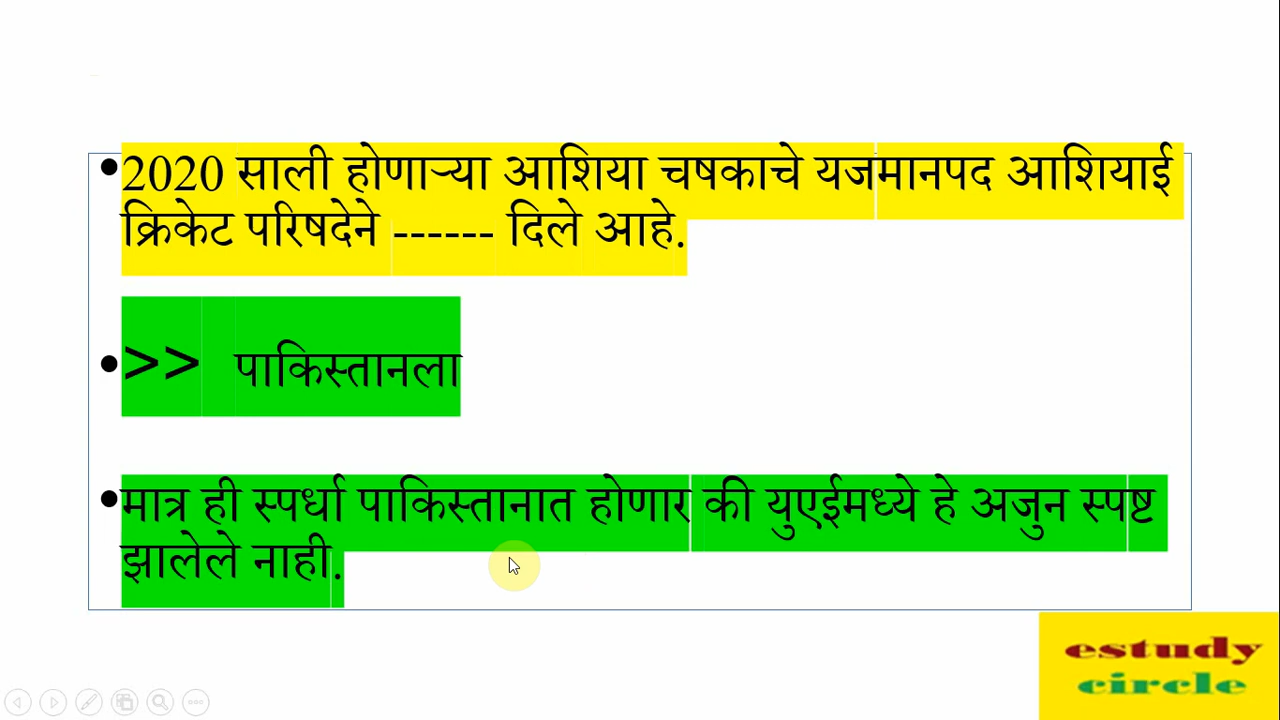 •2020 साली होणाऱ्या आशिया चषकाचे यजमानपद आशियाई
क्रिकेट परिषदेने ------ दिले आहे.
•>> पाकिस्तानला
•मात्र ही स्पर्धा पाकिस्तानात होणार की युएईमध्ये हे अजुन स्पष्ट
झालेले नाही.
estudy
circle